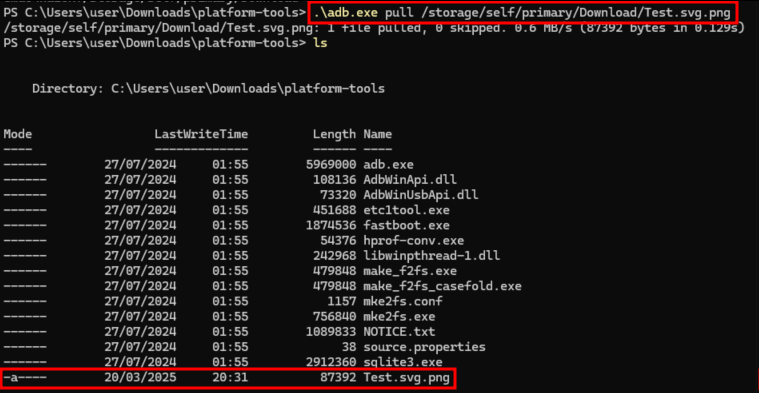 PS C:\Users\user\Downloads\platform-tools> .\adb.exe pull /storage/self/primary/Download/Test.svg.png
/storage/self/primary/Download/Test.svg.png: 1 file pulled, 0 skipped. 0.6 MB/s (87392 bytes in 0.129s)
PS C:\Users\user\Downloads\platform-tools> ls
Directory: C:\Users\user\Downloads\platform-tools
Mode LastWriteTime Length Name
---- ------------- ------ ----
------ 27/07/2024 01:55 5969000 adb.exe
------ 27/07/2024 01:55 108136 AdbWinApi.dll
------ 27/07/2024 01:55 73320 AdbWinUsbApi.dll
------ 27/07/2024 01:55 451688 etc1tool.exe
------ 27/07/2024 01:55 1874536 fastboot.exe
------ 27/07/2024 01:55 54376 hprof-conv.exe
------ 27/07/2024 01:55 242968 libwinpthread-1.dll
------ 27/07/2024 01:55 479848 make_f2fs.exe
------ 27/07/2024 01:55 479848 make_f2fs_casefold.exe
------ 27/07/2024 01:55 1157 mke2fs.conf
------ 27/07/2024 01:55 756840 mke2fs.exe
------ 27/07/2024 01:55 1089833 NOTICE.txt
------ 27/07/2024 01:55 38 source.properties
------ 27/07/2024 01:55 2912360 sqlite3.exe
-a---- 20/03/2025 20:31 87392 Test.svg.png